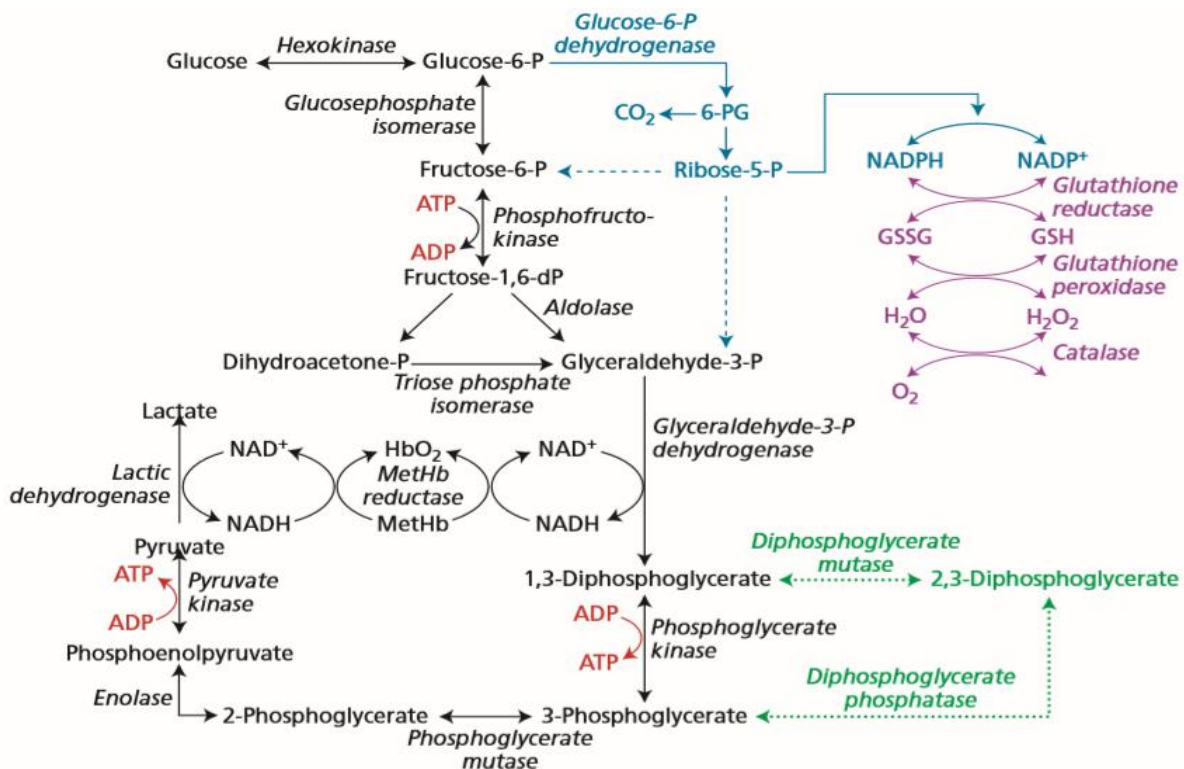 Glucose
Hexokinase
Glucose-6-P
Glucose-6-P
dehydrogenase
Glucosephosphate
isomerase
CO₂
6-PG
Fructose-6-P
Ribose-5-P
NADPH
NADP⁺
Glutathione
reductase
ATP
ADP
Phosphofructo-
kinase
GSSG
GSH
Glutathione
peroxidase
Fructose-1,6-dP
Aldolase
H₂O
H₂O₂
Catalase
O₂
Dihydroacetone-P
Triose phosphate
isomerase
Glyceraldehyde-3-P
Lactate
Glyceraldehyde-3-P
dehydrogenase
Lactic
dehydrogenase
NAD⁺
HbO₂
NAD⁺
MetHb
reductase
NADH
MetHb
NADH
Pyruvate
ATP
ADP
Pyruvate
kinase
1,3-Diphosphoglycerate
Diphosphoglycerate
mutase
2,3-Diphosphoglycerate
ADP
ATP
Phosphoglycerate
kinase
Phosphoenolpyruvate
Enolase
Diphosphoglycerate
phosphatase
2-Phosphoglycerate
Phosphoglycerate
mutase
3-Phosphoglycerate